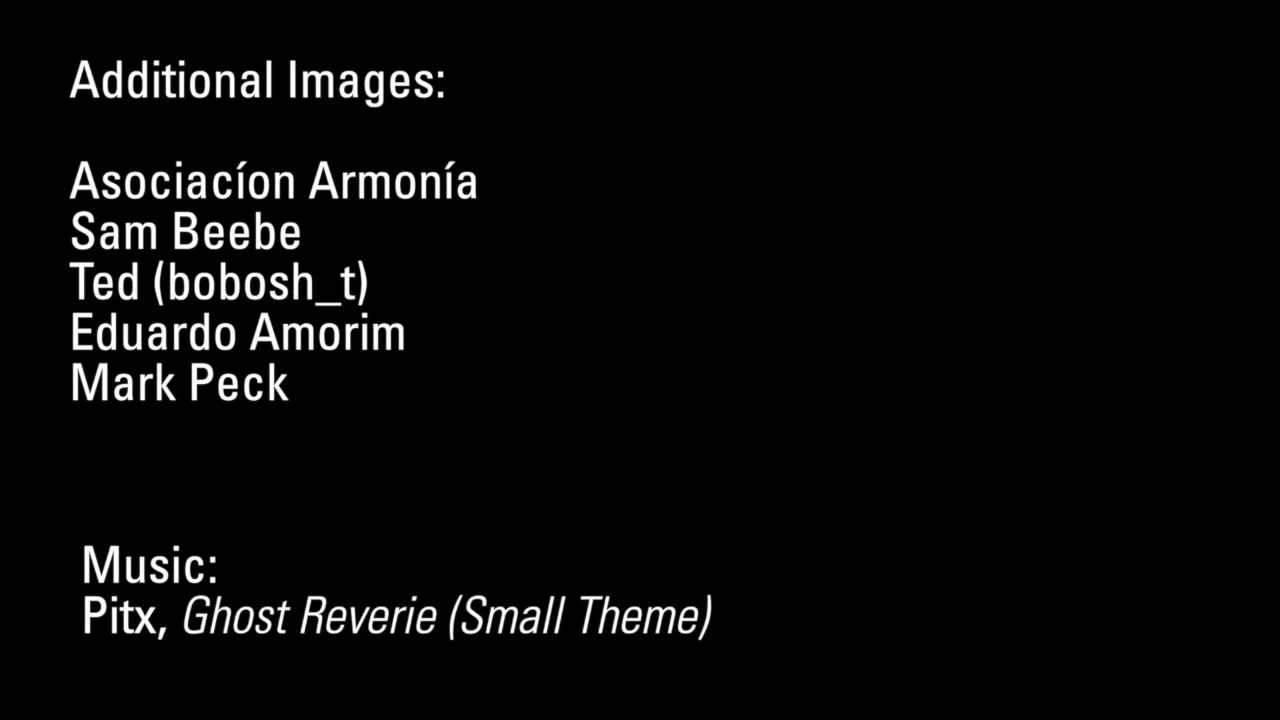 Additional Images:
Asociacíon Armonía
Sam Beebe
Ted (bobosh_t)
Eduardo Amorim
Mark Peck
Music:
Pitx, Ghost Reverie (Small Theme)